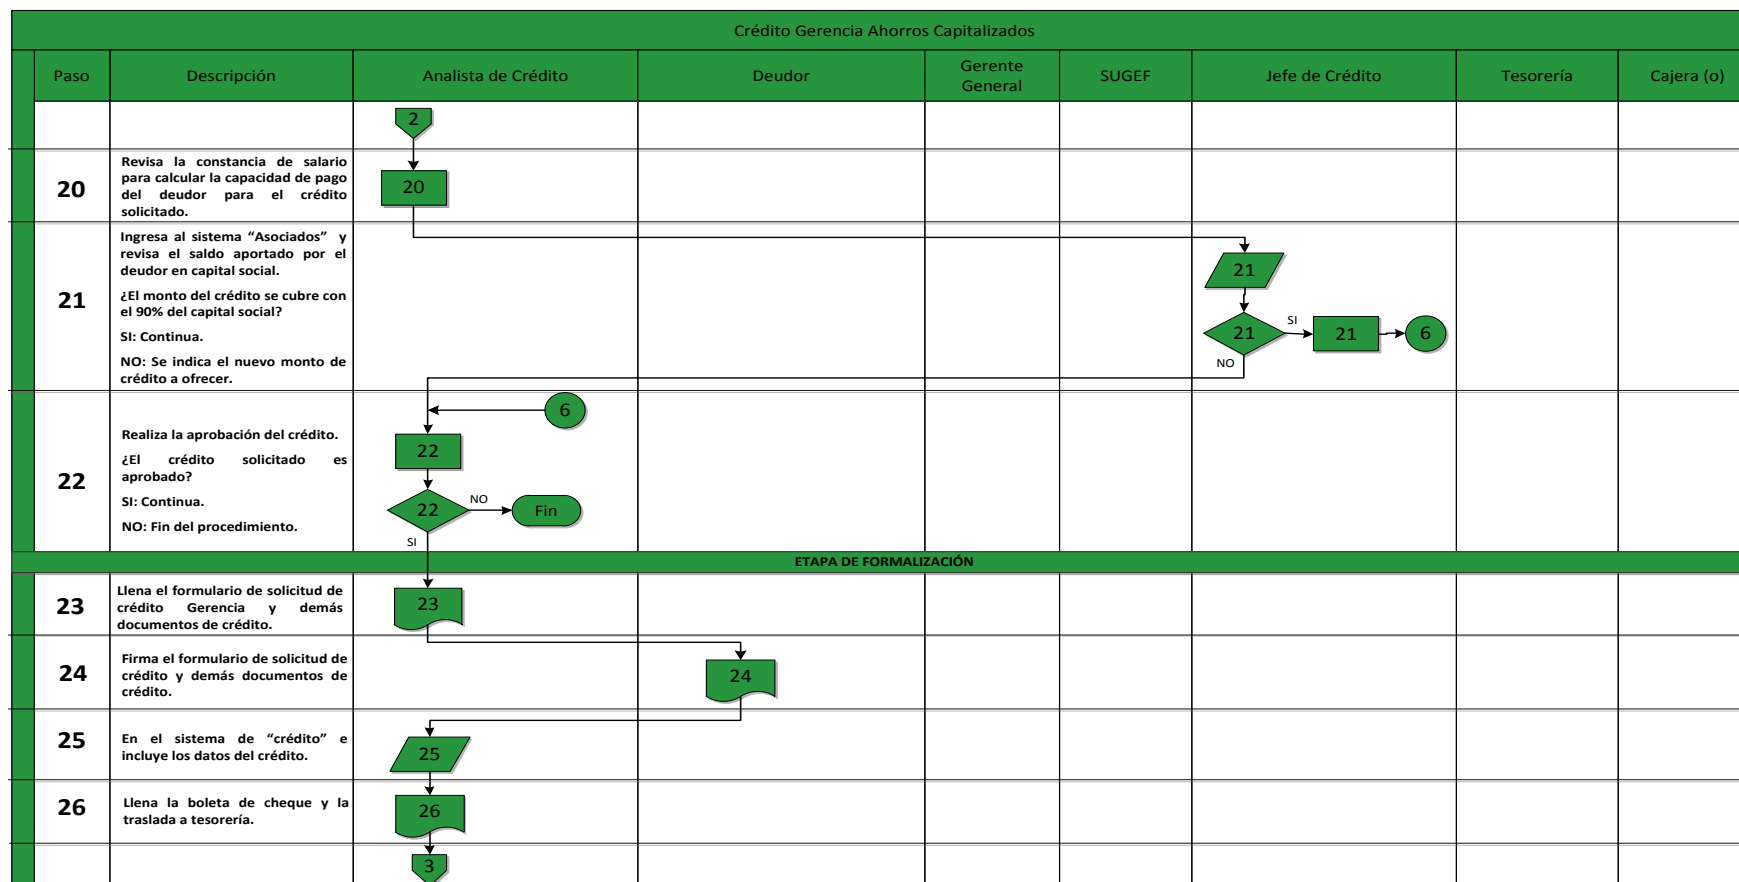 Crédito Gerencia Ahorros Capitalizados
Paso
Descripción
Analista de Crédito
Deudor
Gerente
General
SUGEF
Jefe de Crédito
Tesorería
Cajera (o)
2
20
Revisa la constancia de salario
para calcular la capacidad de pago
del deudor para el crédito
solicitado.
20
21
Ingresa al sistema “Asociados” y
revisa el saldo aportado por el
deudor en capital social.
¿El monto del crédito se cubre con
el 90% del capital social?
SI: Continua.
NO: Se indica el nuevo monto de
crédito a ofrecer.
21
21
SI
21
6
NO
22
Realiza la aprobación del crédito.
¿El crédito solicitado es
aprobado?
SI: Continua.
NO: Fin del procedimiento.
6
22
22
NO
Fin
SI
ETAPA DE FORMALIZACIÓN
23
Llena el formulario de solicitud de
crédito Gerencia y demás
documentos de crédito.
23
24
Firma el formulario de solicitud de
crédito y demás documentos de
crédito.
24
25
En el sistema de “crédito” e
incluye los datos del crédito.
25
26
Llena la boleta de cheque y la
traslada a tesorería.
26
3